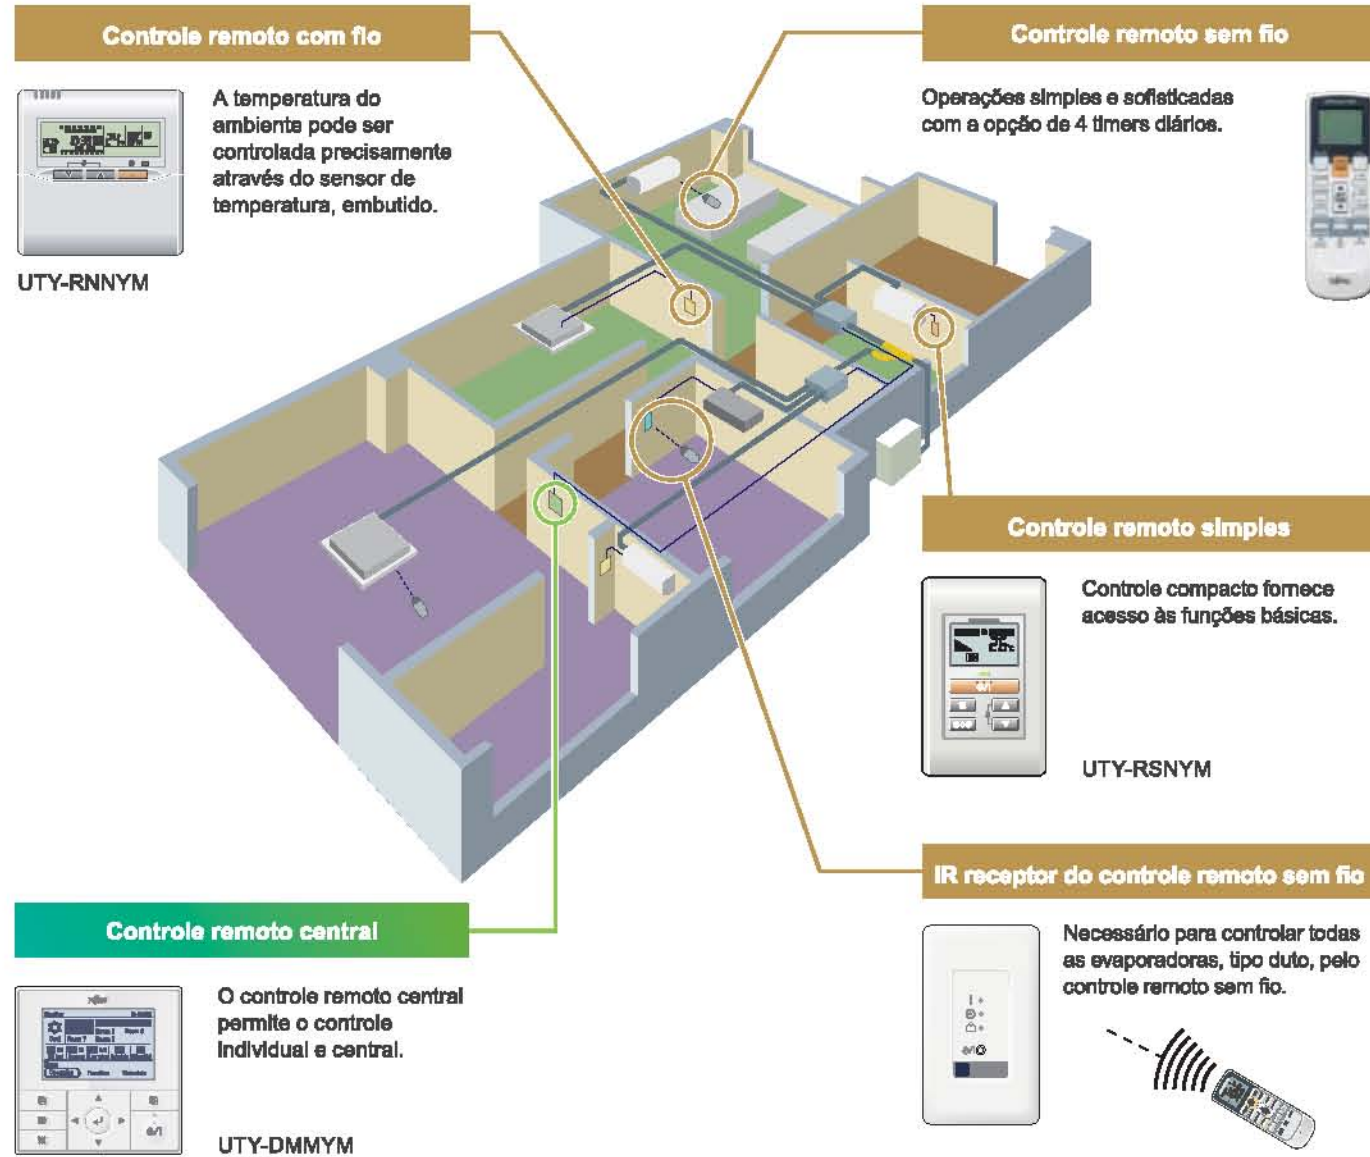 Controle remoto com fio
A temperatura do
ambiente pode ser
controlada precisamente
através do sensor de
temperatura, embutido.
UTY-RNNYM
Controle remoto sem fio
Operações simples e sofisticadas
com a opção de 4 timers diários.
Controle remoto simples
Controle compacto fornece
acesso às funções básicas.
UTY-RSNYM
IR receptor do controle remoto sem fio
Necessário para controlar todas
as evaporadoras, tipo duto, pelo
controle remoto sem fio.
Controle remoto central
O controle remoto central
permite o controle
individual e central.
UTY-DMMYM